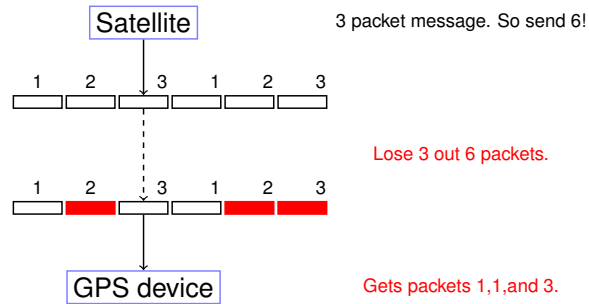 Satellite
3 packet message. So send 6!
1 2 3 1 2 3
Lose 3 out 6 packets.
1 2 3 1 2 3
GPS device
Gets packets 1,1,and 3.